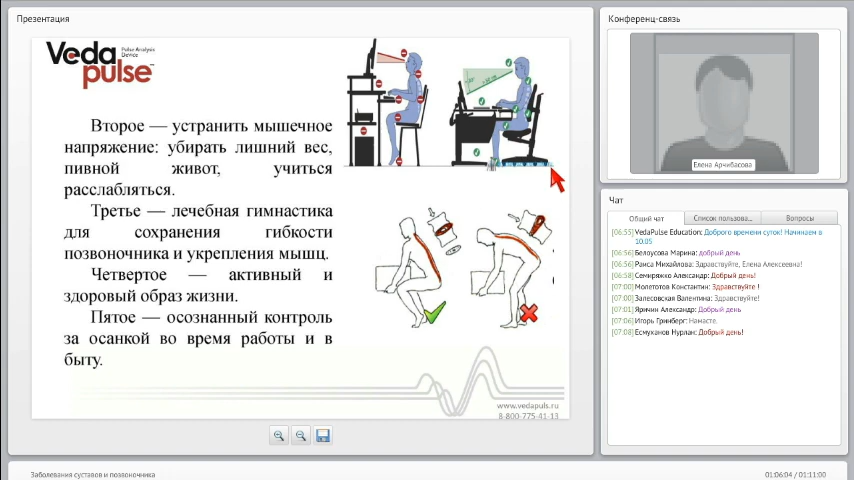 Презентация
Veda
Pulse Analysis
Device
pulse
Второе — устранить мышечное
напряжение: убирать лишний вес,
пивной живот, учиться
расслабляться.
Третье — лечебная гимнастика
для сохранения гибкости
позвоночника и укрепления мышц.
Четвертое — активный и
здоровый образ жизни.
Пятое — осознанный контроль
за осанкой во время работы и в
быту.
www.vedapuls.ru
8-800-775-41-13
Заболевания суставов и позвоночника
01:06:04 / 01:11:00
Конференц-связь
Елена Арчибасова
Чат
Общий чат
Список пользова...
Вопросы
[06:55] VedaPulse Education: Доброго времени суток! Начинаем в
10:05
[06:56] Белоусова Марина: добрый день
[06:56] Раиса Михайлова: Здравствуйте, Елена Алексеевна!
[06:58] Семиряжко Александр: Добрый день!
[07:00] Молетотов Константин: Здравствуйте !
[07:00] Залесовская Валентина: Здравствуйте!
[07:01] Яричин Александр: Добрый день
[07:06] Игорь Гринберг: Намасте.
[07:08] Есмуханов Нурлан: Добрый день!